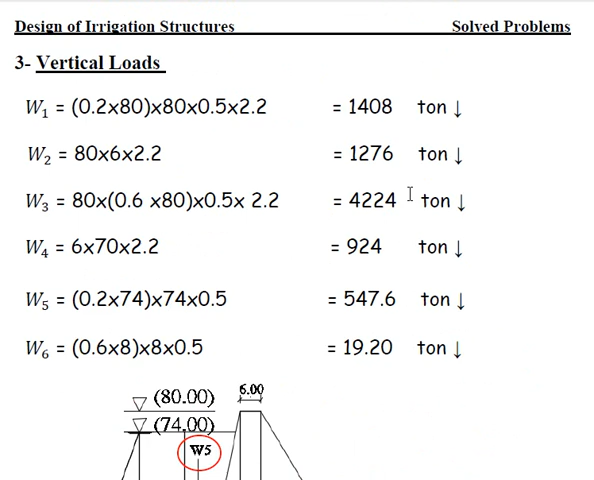 Design of Irrigation Structures Solved Problems
3- Vertical Loads
W₁ = (0.2x80)x80x0.5x2.2 = 1408 ton ↓
W₂ = 80x6x2.2 = 1276 ton ↓
W₃ = 80x(0.6 x80)x0.5x 2.2 = 4224 ton ↓
W₄ = 6x70x2.2 = 924 ton ↓
W₅ = (0.2x74)x74x0.5 = 547.6 ton ↓
W₆ = (0.6x8)x8x0.5 = 19.20 ton ↓
(80.00) 6.00
(74.00)
W5